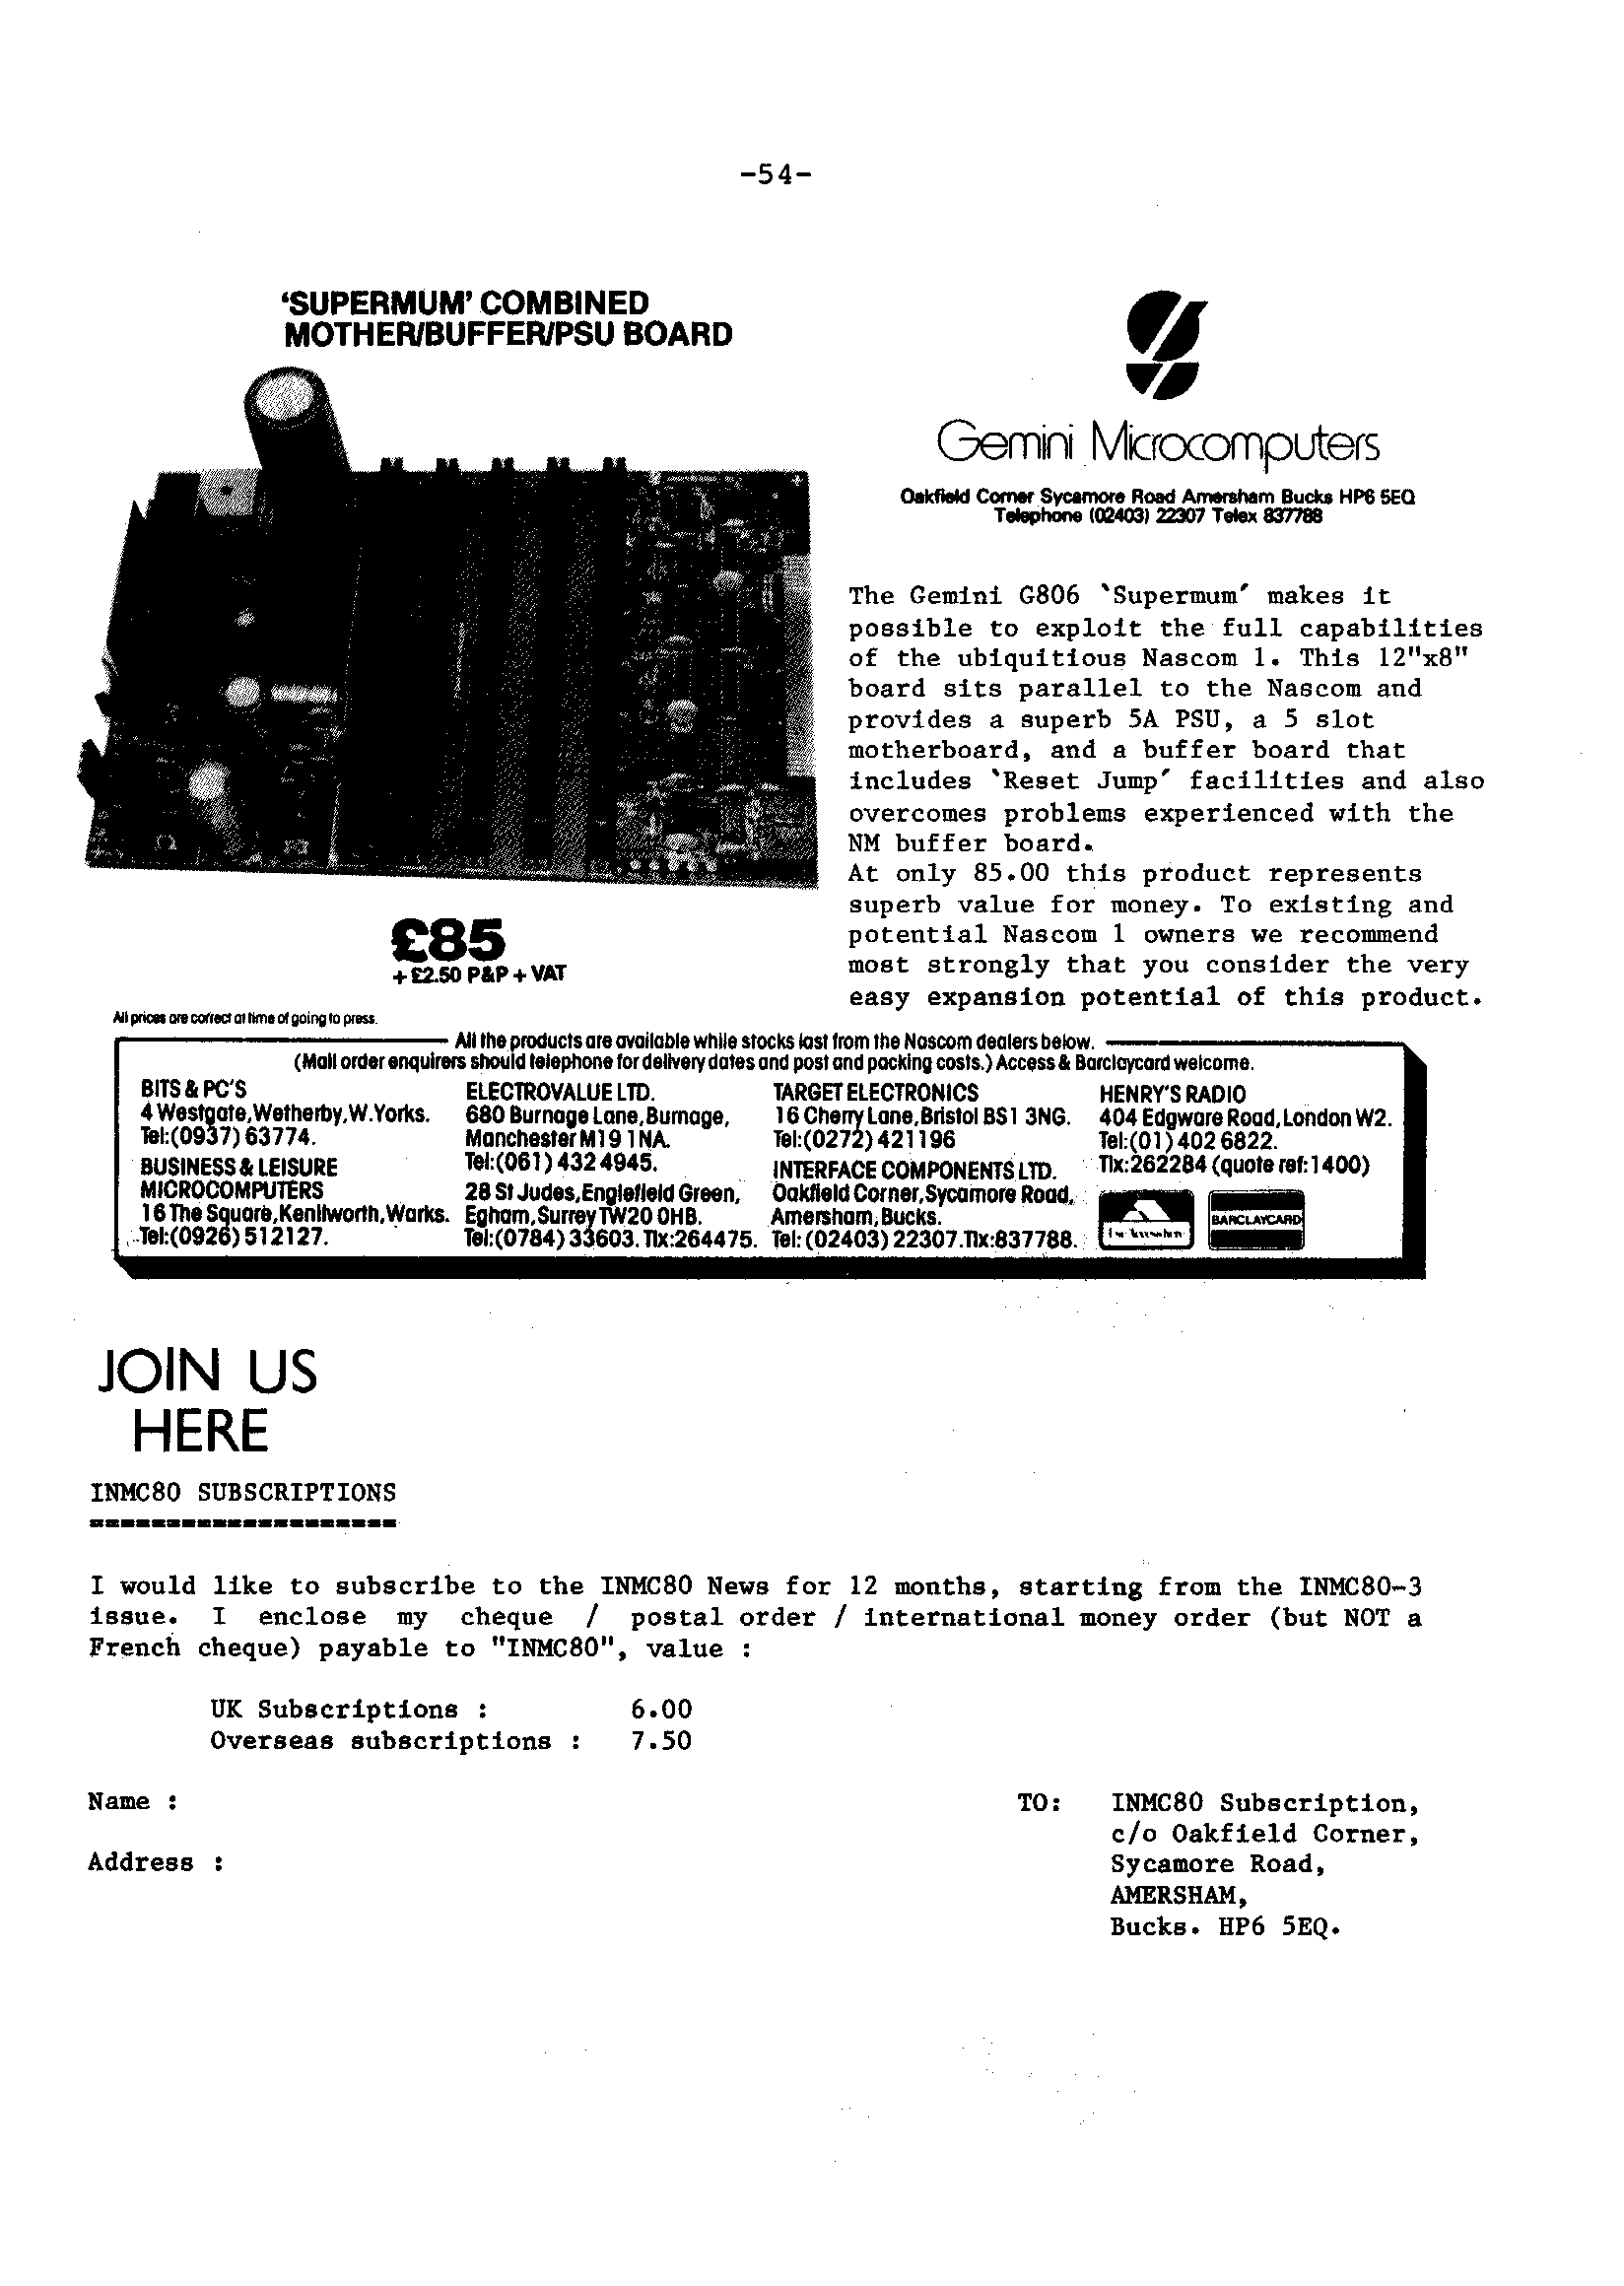 -54-
‘SUPERMUM’ COMBINED
MOTHER/BUFFER/PSU BOARD
£85
+ £2.50 P&P + VAT
Gemini Microcomputers
Oakfield Corner Sycamore Road Amersham Bucks HP6 5EQ
Telephone (02403) 22307 Telex 837788
The Gemini G806 `Supermum´ makes it
possible to exploit the full capabilities
of the ubiquitious Nascom 1. This 12"x8"
board sits parallel to the Nascom and
provides a superb 5A PSU, a 5 slot
motherboard, and a buffer board that
includes `Reset Jump´ facilities and also
overcomes problems experienced with the
NM buffer board.
At only 85.00 this product represents
superb value for money. To existing and
potential Nascom 1 owners we recommend
most strongly that you consider the very
easy expansion potential of this product.
All prices are correct at time of going to press.
All the products are available while stocks last from the Nascom dealers below.
(Mail order enquirers should telephone for delivery dates and post and packing costs.) Access & Barclaycard welcome.
BITS & PC'S
4 Westgate, Wetherby, W. Yorks.
Tel: (0937) 63774.
BUSINESS & LEISURE
MICROCOMPUTERS
16 The Square, Kenilworth, Warks.
Tel: (0926) 512127.
ELECTROVALUE LTD.
680 Burnage Lane, Burnage,
Manchester M19 1NA.
Tel: (061) 432 4945.
28 St Judes, Englefield Green,
Egham, Surrey TW20 0HB.
Tel: (0784) 33603. Tlx: 264475.
TARGET ELECTRONICS
16 Cherry Lane, Bristol BS1 3NG.
Tel: (0272) 421196
INTERFACE COMPONENTS LTD.
Oakfield Corner, Sycamore Road,
Amersham, Bucks.
Tel: (02403) 22307. Tlx: 837788.
HENRY'S RADIO
404 Edgware Road, London W2.
Tel: (01) 402 6822.
Tlx: 262284 (quote ref: 1400)
BARCLAYCARD
JOIN US
HERE
INMC80 SUBSCRIPTIONS
====================
I would like to subscribe to the INMC80 News for 12 months, starting from the INMC80-3
issue. I enclose my cheque / postal order / international money order (but NOT a
French cheque) payable to "INMC80", value :
UK Subscriptions : 6.00
Overseas subscriptions : 7.50
Name :
Address :
TO: INMC80 Subscription,
c/o Oakfield Corner,
Sycamore Road,
AMERSHAM,
Bucks. HP6 5EQ.